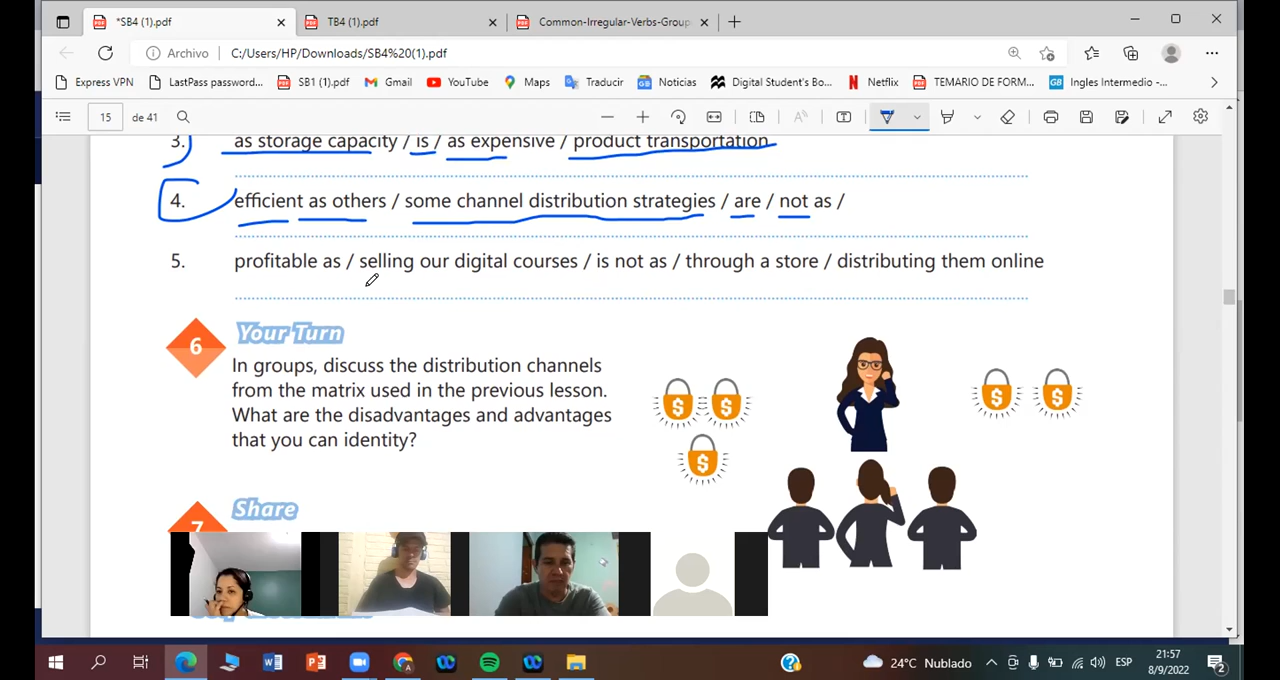 *SB4 (1).pdf
TB4 (1).pdf
Common-Irregular-Verbs-Group
Archivo
C:/Users/HP/Downloads/SB4%20(1).pdf
Express VPN
LastPass password...
SB1 (1).pdf
Gmail
YouTube
Maps
Traducir
Noticias
Digital Student's Bo...
Netflix
TEMARIO DE FORM...
Ingles Intermedio -...
15
de 41
3. as storage capacity / is / as expensive / product transportation
4. efficient as others / some channel distribution strategies / are / not as /
5. profitable as / selling our digital courses / is not as / through a store / distributing them online
6
Your Turn
In groups, discuss the distribution channels
from the matrix used in the previous lesson.
What are the disadvantages and advantages
that you can identity?
$ $ $ $
$
7
Share
24°C Nublado
ESP
21:57
8/9/2022
2